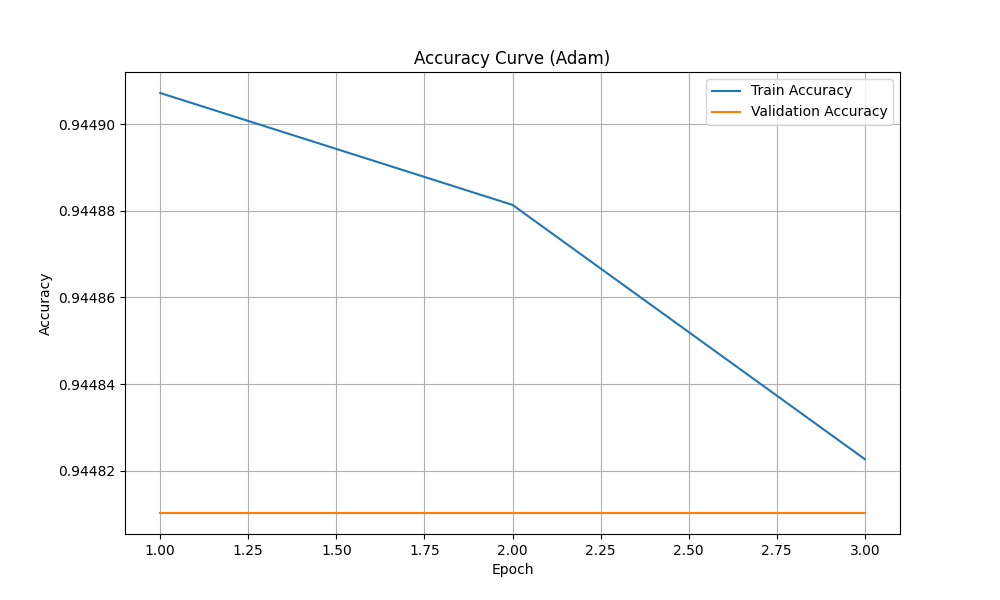 Accuracy Curve (Adam)
Train Accuracy
Validation Accuracy
0.94490
0.94488
0.94486
0.94484
0.94482
Accuracy
1.00 1.25 1.50 1.75 2.00 2.25 2.50 2.75 3.00
Epoch